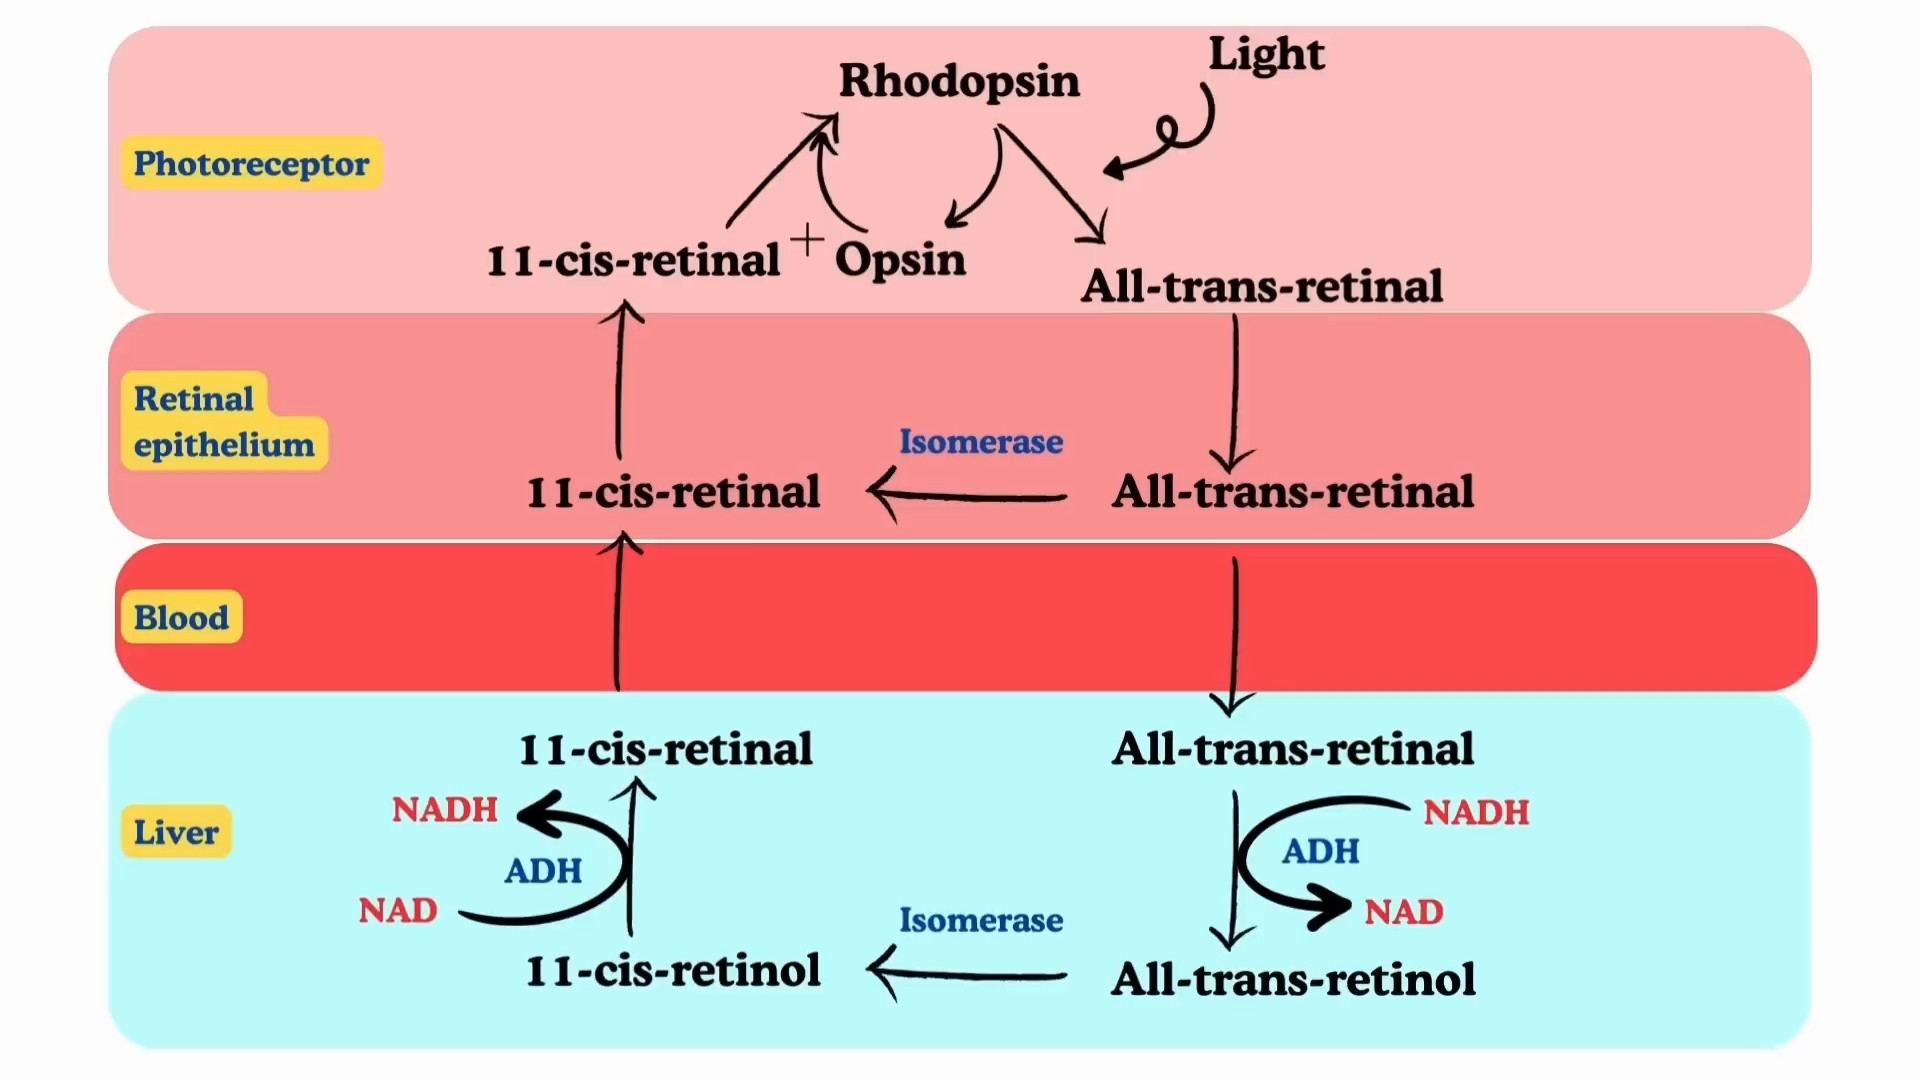 Light
Rhodopsin
Photoreceptor
11-cis-retinal + Opsin
All-trans-retinal
Retinal
epithelium
Isomerase
11-cis-retinal
All-trans-retinal
Blood
11-cis-retinal
All-trans-retinal
NADH
NADH
Liver
ADH
ADH
NAD
NAD
Isomerase
11-cis-retinol
All-trans-retinol